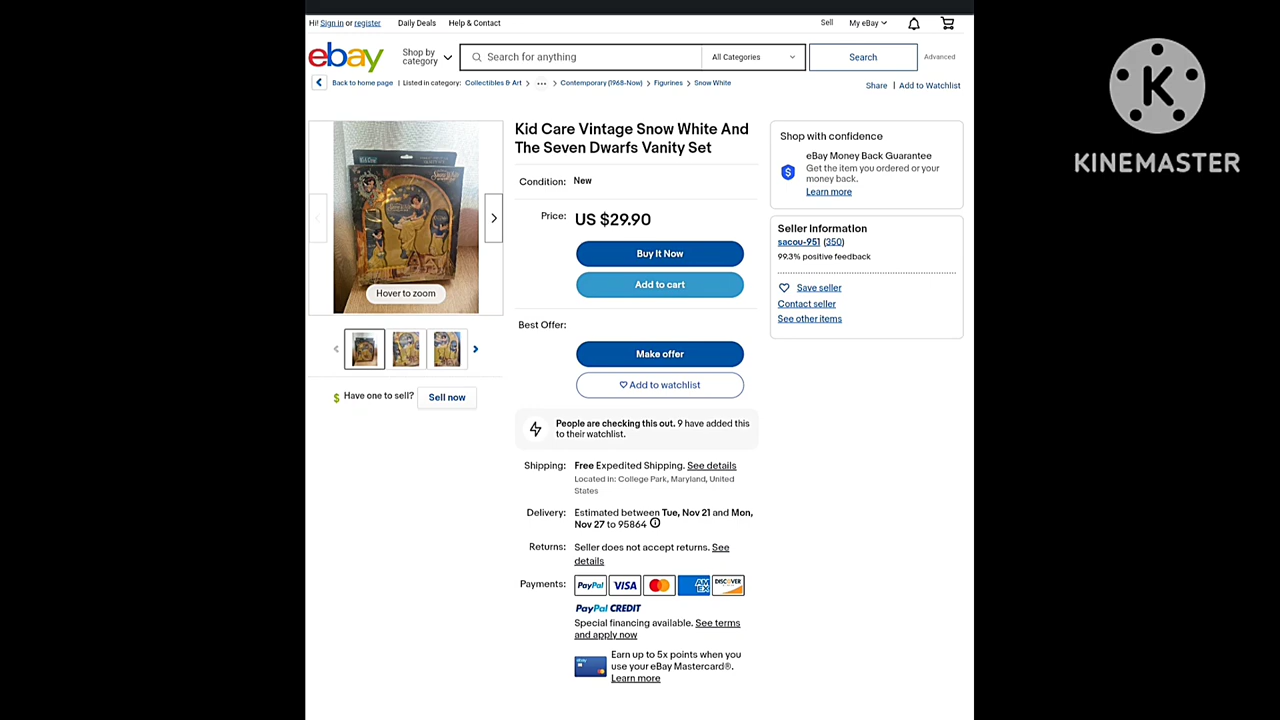 Hi! Sign in or register
Daily Deals
Help & Contact
Sell
My eBay
ebay
Shop by
category
Search for anything
All Categories
Search
Advanced
Back to home page | Listed in category: Collectibles & Art > ... > Contemporary (1968-Now) > Figurines > Snow White
Share | Add to Watchlist
KINEMASTER
Hover to zoom
$ Have one to sell? Sell now
Kid Care Vintage Snow White And
The Seven Dwarfs Vanity Set
Condition: New
Price: US $29.90
Buy It Now
Add to cart
Best Offer:
Make offer
Add to watchlist
People are checking this out. 9 have added this
to their watchlist.
Shipping: Free Expedited Shipping. See details
Located in: College Park, Maryland, United
States
Delivery: Estimated between Tue, Nov 21 and Mon,
Nov 27 to 95864
Returns: Seller does not accept returns. See
details
Payments: PayPal VISA AM EX DISCOVER
PayPal CREDIT
Special financing available. See terms
and apply now
Earn up to 5x points when you
use your eBay Mastercard®.
Learn more
Shop with confidence
eBay Money Back Guarantee
Get the item you ordered or your
money back.
Learn more
Seller information
sacou-951 (350)
99.3% positive feedback
Save seller
Contact seller
See other items